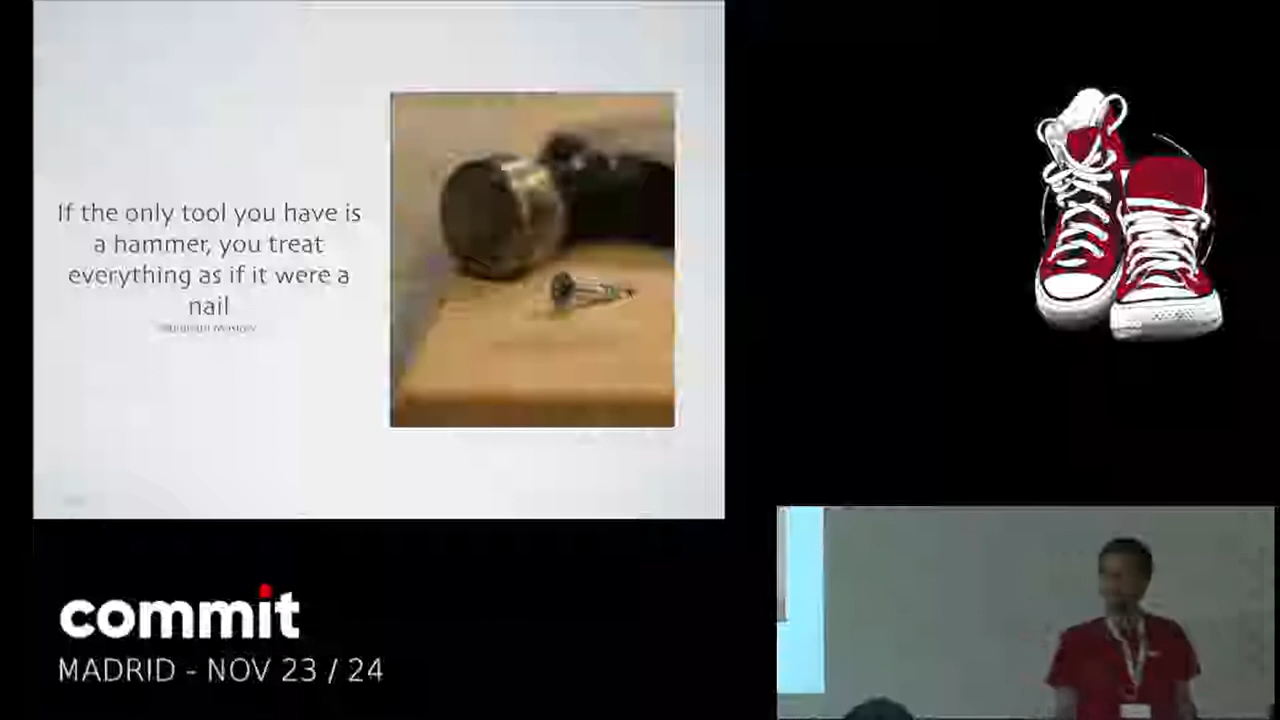 If the only tool you have is
a hammer, you treat
everything as if it were a
nail
commit
MADRID - NOV 23 / 24